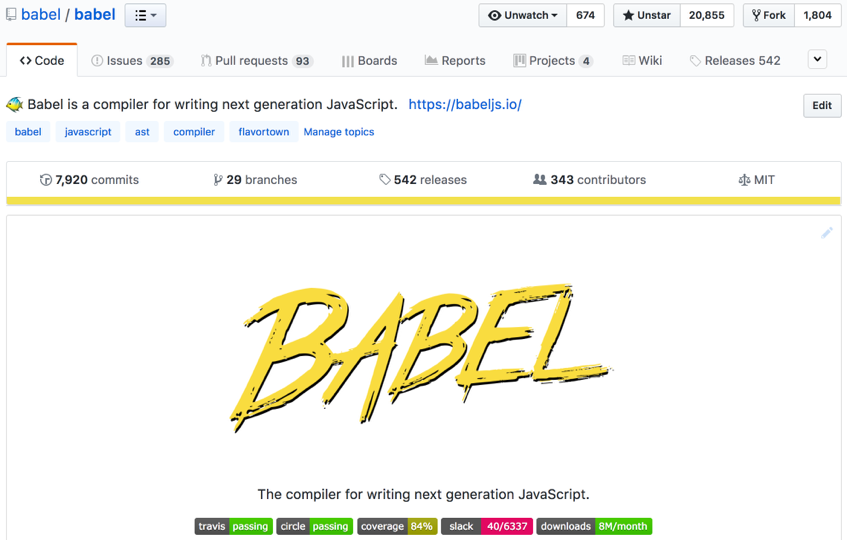 babel / babel Unwatch 674 Unstar 20,855 Fork 1,804
Code Issues 285 Pull requests 93 Boards Reports Projects 4 Wiki Releases 542
Babel is a compiler for writing next generation JavaScript. https://babeljs.io/ Edit
babel javascript ast compiler flavortown Manage topics
7,920 commits 29 branches 542 releases 343 contributors MIT
BABEL
The compiler for writing next generation JavaScript.
travis passing circle passing coverage 84% slack 40/6337 downloads 8M/month